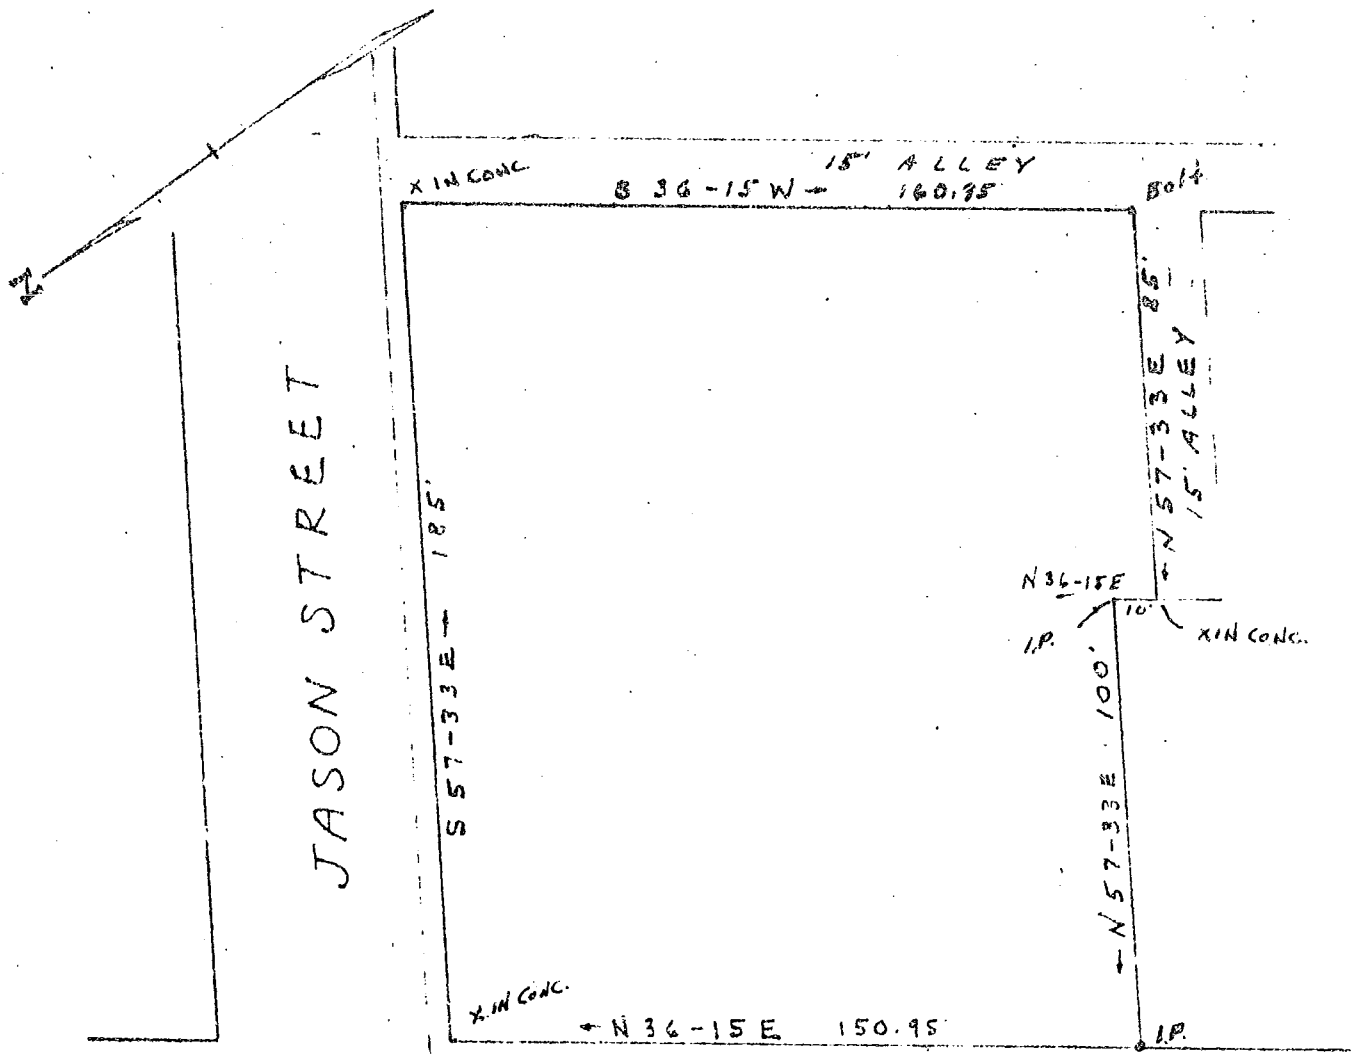 15' ALLEY
X IN CONC.
S 36-15 W → 160.95
Bolt
N
← N 57-33 E 85'
15' ALLEY
JASON STREET
S 57-33 E → 185'
N 36-15 E
10'
I.P.
X IN CONC.
← N 57-33 E 100'
X IN CONC.
← N 36-15 E 150.95
I.P.